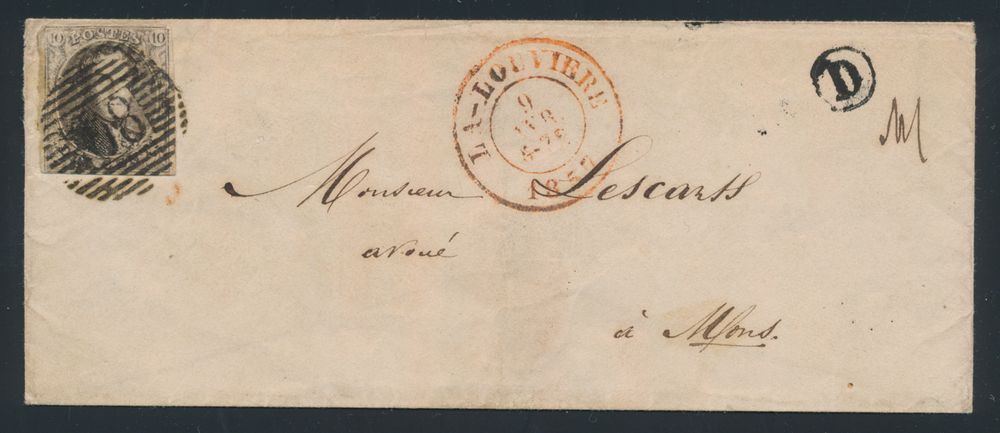 10 POSTES 10
LA-LOUVIERE
9
1857
D
M
Monsieur Lescarts
avoué
à Mons.